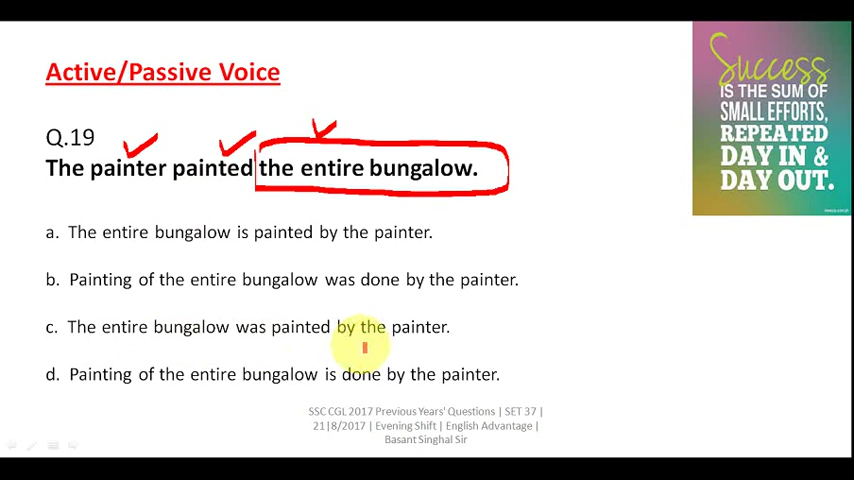 Active/Passive Voice
Q.19
The painter painted the entire bungalow.
a. The entire bungalow is painted by the painter.
b. Painting of the entire bungalow was done by the painter.
c. The entire bungalow was painted by the painter.
d. Painting of the entire bungalow is done by the painter.
Success
IS THE SUM OF
SMALL EFFORTS,
REPEATED
DAY IN &
DAY OUT.
SSC CGL 2017 Previous Years' Questions | SET 37 |
21|8/2017 | Evening Shift | English Advantage |
Basant Singhal Sir